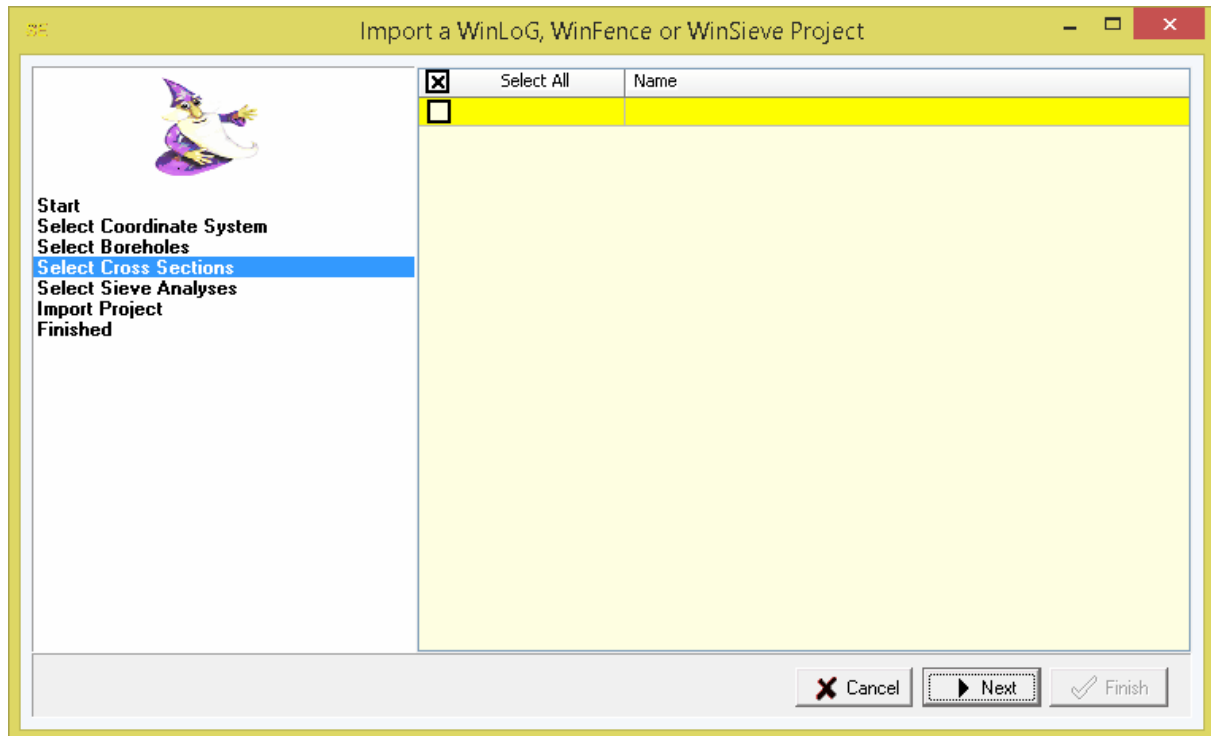 Import a WinLoG, WinFence or WinSieve Project
Select All Name
Start
Select Coordinate System
Select Boreholes
Select Cross Sections
Select Sieve Analyses
Import Project
Finished
Cancel Next Finish